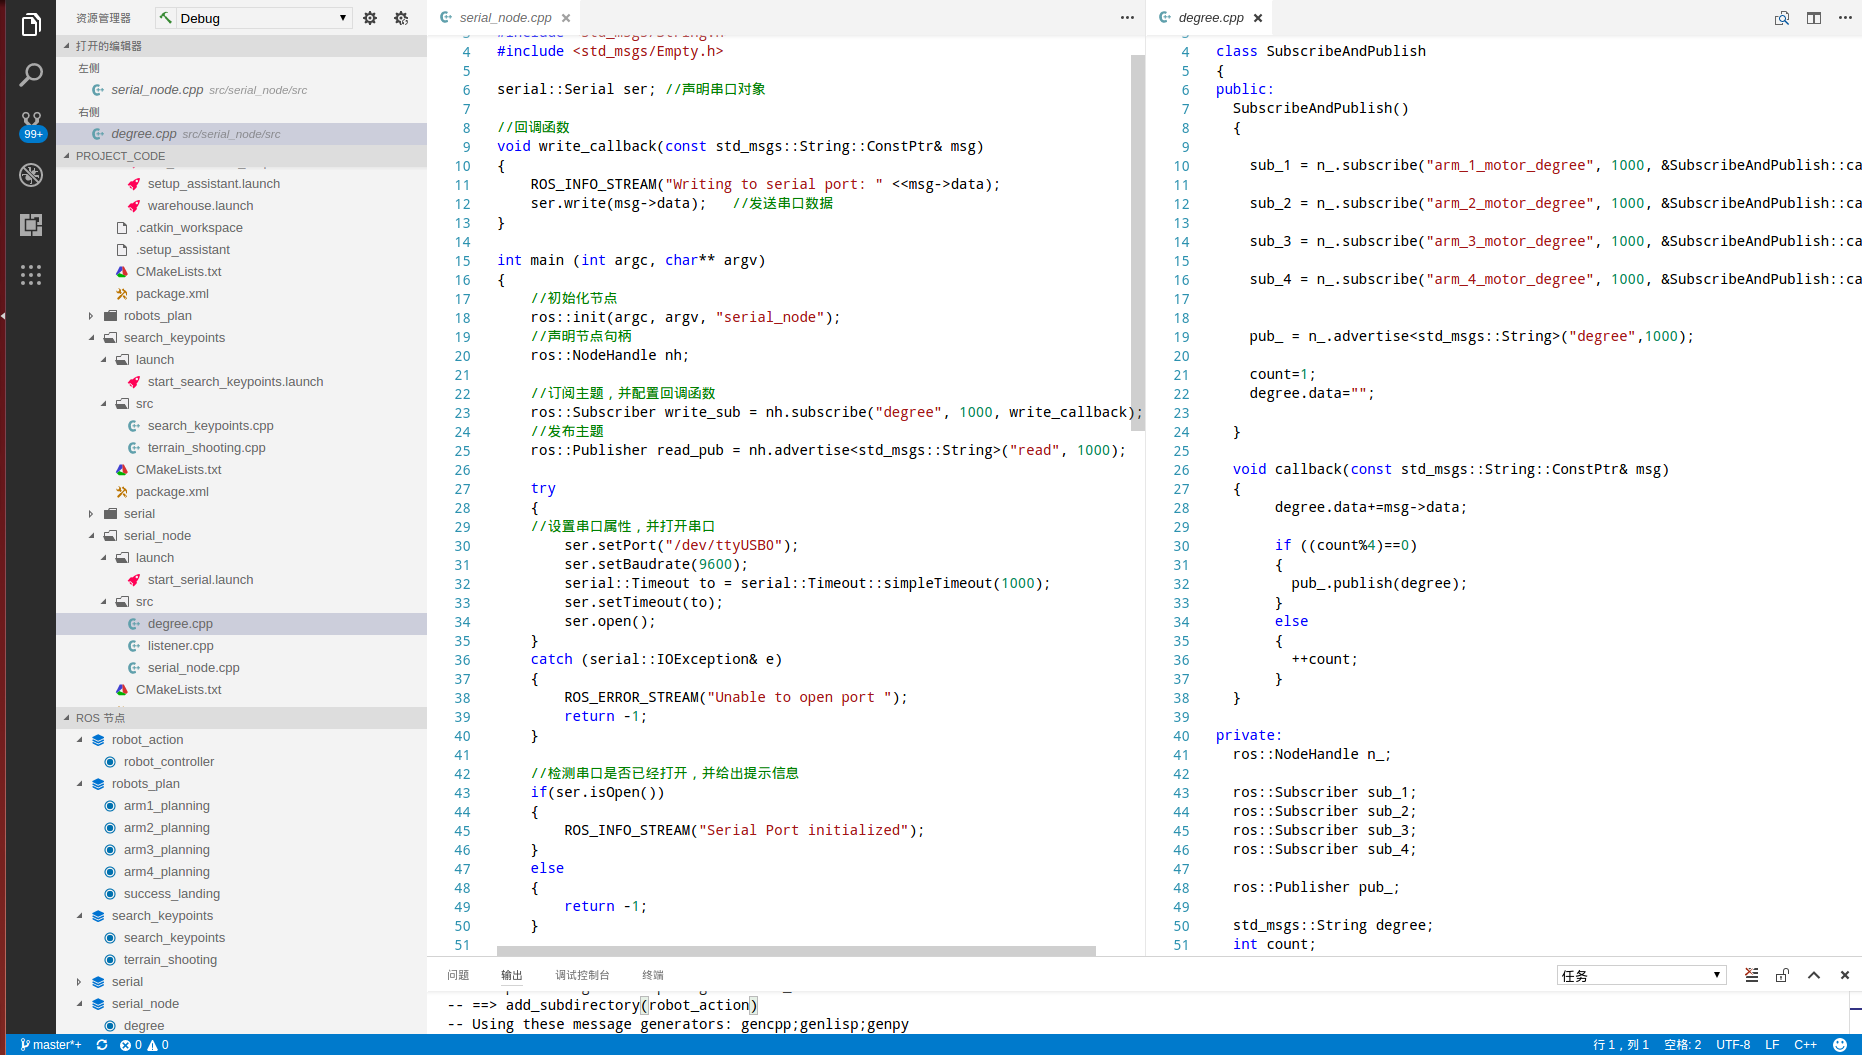 资源管理器
Debug
打开的编辑器
左侧
serial_node.cpp src/serial_node/src
右侧
degree.cpp src/serial_node/src
99+
PROJECT_CODE
setup_assistant.launch
warehouse.launch
.catkin_workspace
.setup_assistant
CMakeLists.txt
package.xml
robots_plan
search_keypoints
launch
start_search_keypoints.launch
src
search_keypoints.cpp
terrain_shooting.cpp
CMakeLists.txt
package.xml
serial
serial_node
launch
start_serial.launch
src
degree.cpp
listener.cpp
serial_node.cpp
CMakeLists.txt
ROS 节点
robot_action
robot_controller
robots_plan
arm1_planning
arm2_planning
arm3_planning
arm4_planning
success_landing
search_keypoints
search_keypoints
terrain_shooting
serial
serial_node
degree
serial_node.cpp
3 #include <std_msgs/String.h>
4 #include <std_msgs/Empty.h>
5
6 serial::Serial ser; //声明串口对象
7
8 //回调函数
9 void write_callback(const std_msgs::String::ConstPtr& msg)
10 {
11 ROS_INFO_STREAM("Writing to serial port: " <<msg->data);
12 ser.write(msg->data); //发送串口数据
13 }
14
15 int main (int argc, char** argv)
16 {
17 //初始化节点
18 ros::init(argc, argv, "serial_node");
19 //声明节点句柄
20 ros::NodeHandle nh;
21
22 //订阅主题，并配置回调函数
23 ros::Subscriber write_sub = nh.subscribe("degree", 1000, write_callback);
24 //发布主题
25 ros::Publisher read_pub = nh.advertise<std_msgs::String>("read", 1000);
26
27 try
28 {
29 //设置串口属性，并打开串口
30 ser.setPort("/dev/ttyUSB0");
31 ser.setBaudrate(9600);
32 serial::Timeout to = serial::Timeout::simpleTimeout(1000);
33 ser.setTimeout(to);
34 ser.open();
35 }
36 catch (serial::IOException& e)
37 {
38 ROS_ERROR_STREAM("Unable to open port ");
39 return -1;
40 }
41
42 //检测串口是否已经打开，并给出提示信息
43 if(ser.isOpen())
44 {
45 ROS_INFO_STREAM("Serial Port initialized");
46 }
47 else
48 {
49 return -1;
50 }
51
degree.cpp
4 class SubscribeAndPublish
5 {
6 public:
7 SubscribeAndPublish()
8 {
9
10 sub_1 = n_.subscribe("arm_1_motor_degree", 1000, &SubscribeAndPublish::ca
11
12 sub_2 = n_.subscribe("arm_2_motor_degree", 1000, &SubscribeAndPublish::ca
13
14 sub_3 = n_.subscribe("arm_3_motor_degree", 1000, &SubscribeAndPublish::ca
15
16 sub_4 = n_.subscribe("arm_4_motor_degree", 1000, &SubscribeAndPublish::ca
17
18
19 pub_ = n_.advertise<std_msgs::String>("degree",1000);
20
21 count=1;
22 degree.data="";
23
24 }
25
26 void callback(const std_msgs::String::ConstPtr& msg)
27 {
28 degree.data+=msg->data;
29
30 if ((count%4)==0)
31 {
32 pub_.publish(degree);
33 }
34 else
35 {
36 ++count;
37 }
38 }
39
40 private:
41 ros::NodeHandle n_;
42
43 ros::Subscriber sub_1;
44 ros::Subscriber sub_2;
45 ros::Subscriber sub_3;
46 ros::Subscriber sub_4;
47
48 ros::Publisher pub_;
49
50 std_msgs::String degree;
51 int count;
问题 输出 调试控制台 终端 任务
-- ==> add_subdirectory(robot_action)
-- Using these message generators: gencpp;genlisp;genpy
master*+ 0 0 行 1，列 1 空格: 2 UTF-8 LF C++